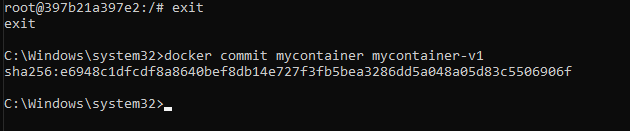 root@397b21a397e2:/# exit
exit
C:\Windows\system32>docker commit mycontainer mycontainer-v1
sha256:e6948c1dfcdf8a8640bef8db14e727f3fb5bea3286dd5a048a05d83c5506906f
C:\Windows\system32>